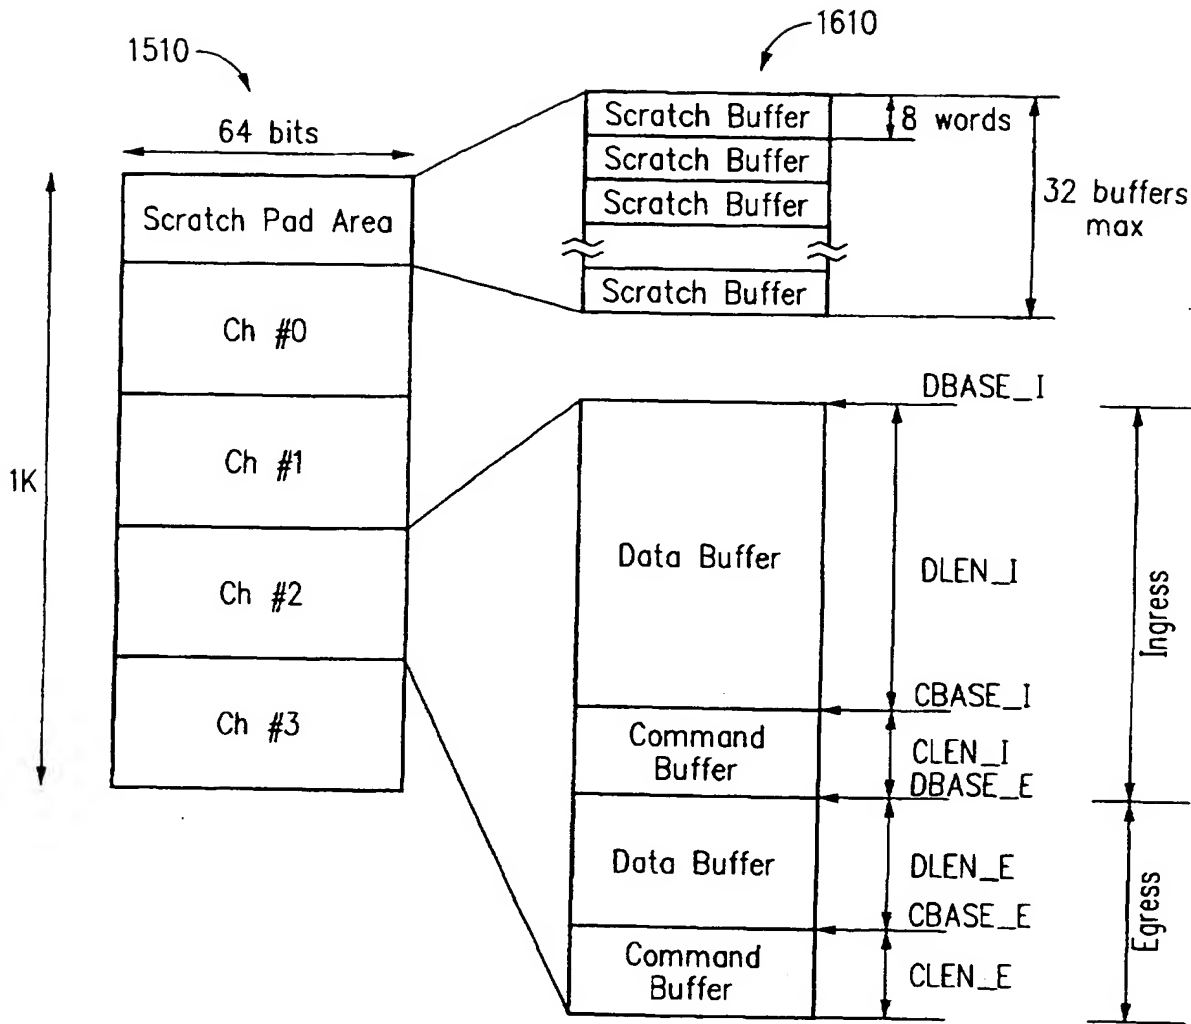 1510
1610
64 bits
1K
Scratch Pad Area
Ch #0
Ch #1
Ch #2
Ch #3
Scratch Buffer
Scratch Buffer
Scratch Buffer
Scratch Buffer
8 words
32 buffers
max
DBASE_I
Data Buffer
DLEN_I
CBASE_I
Command
Buffer
CLEN_I
DBASE_E
Data Buffer
DLEN_E
CBASE_E
Command
Buffer
CLEN_E
Ingress
Egress